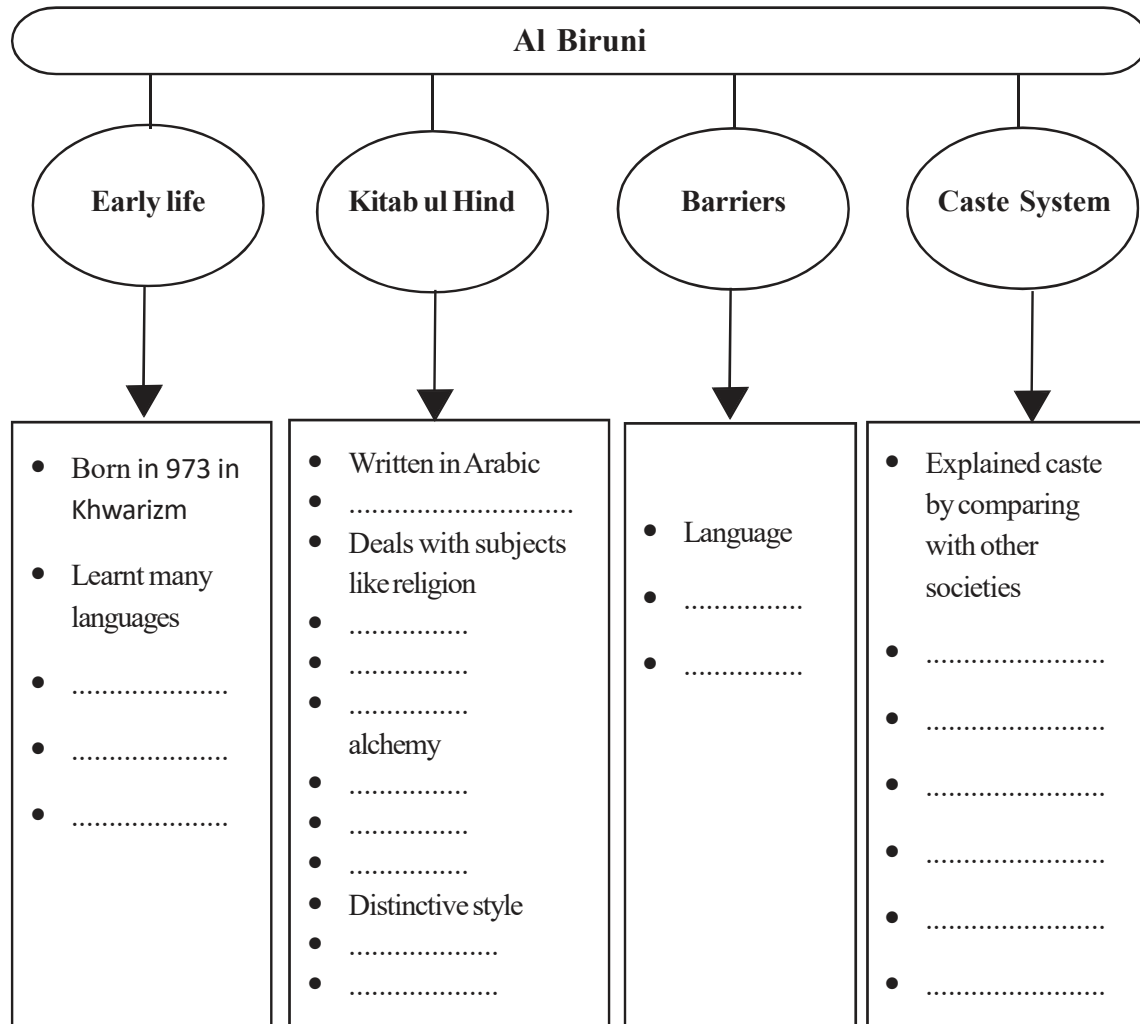 Al Biruni
Early life
Kitab ul Hind
Barriers
Caste System
• Born in 973 in
Khwarizm
• Learnt many
languages
• .....................
• .....................
• .....................
• Written in Arabic
• ..............................
• Deals with subjects
like religion
• ................
• ................
• ................
alchemy
• ................
• ................
• ................
• Distinctive style
• ....................
• ....................
• Language
• ................
• ................
• Explained caste
by comparing
with other
societies
• ........................
• ........................
• ........................
• ........................
• ........................
• ........................